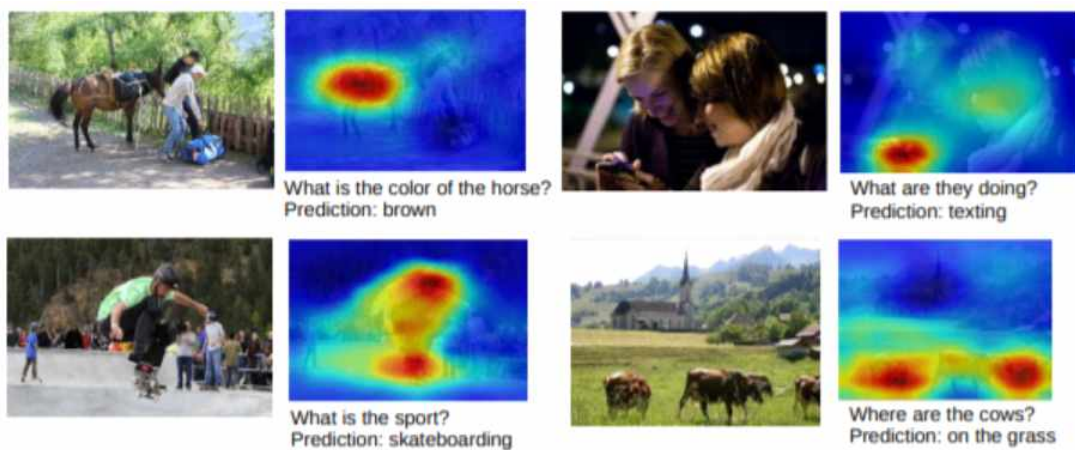 What is the color of the horse?
Prediction: brown
What are they doing?
Prediction: texting
What is the sport?
Prediction: skateboarding
Where are the cows?
Prediction: on the grass